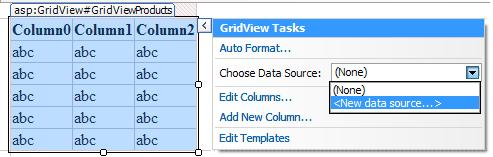 asp:GridView#GridViewProducts
Column0 Column1 Column2
abc abc abc
abc abc abc
abc abc abc
abc abc abc
abc abc abc
GridView Tasks
Auto Format...
Choose Data Source: (None)
(None)
<New data source...>
Edit Columns...
Add New Column...
Edit Templates